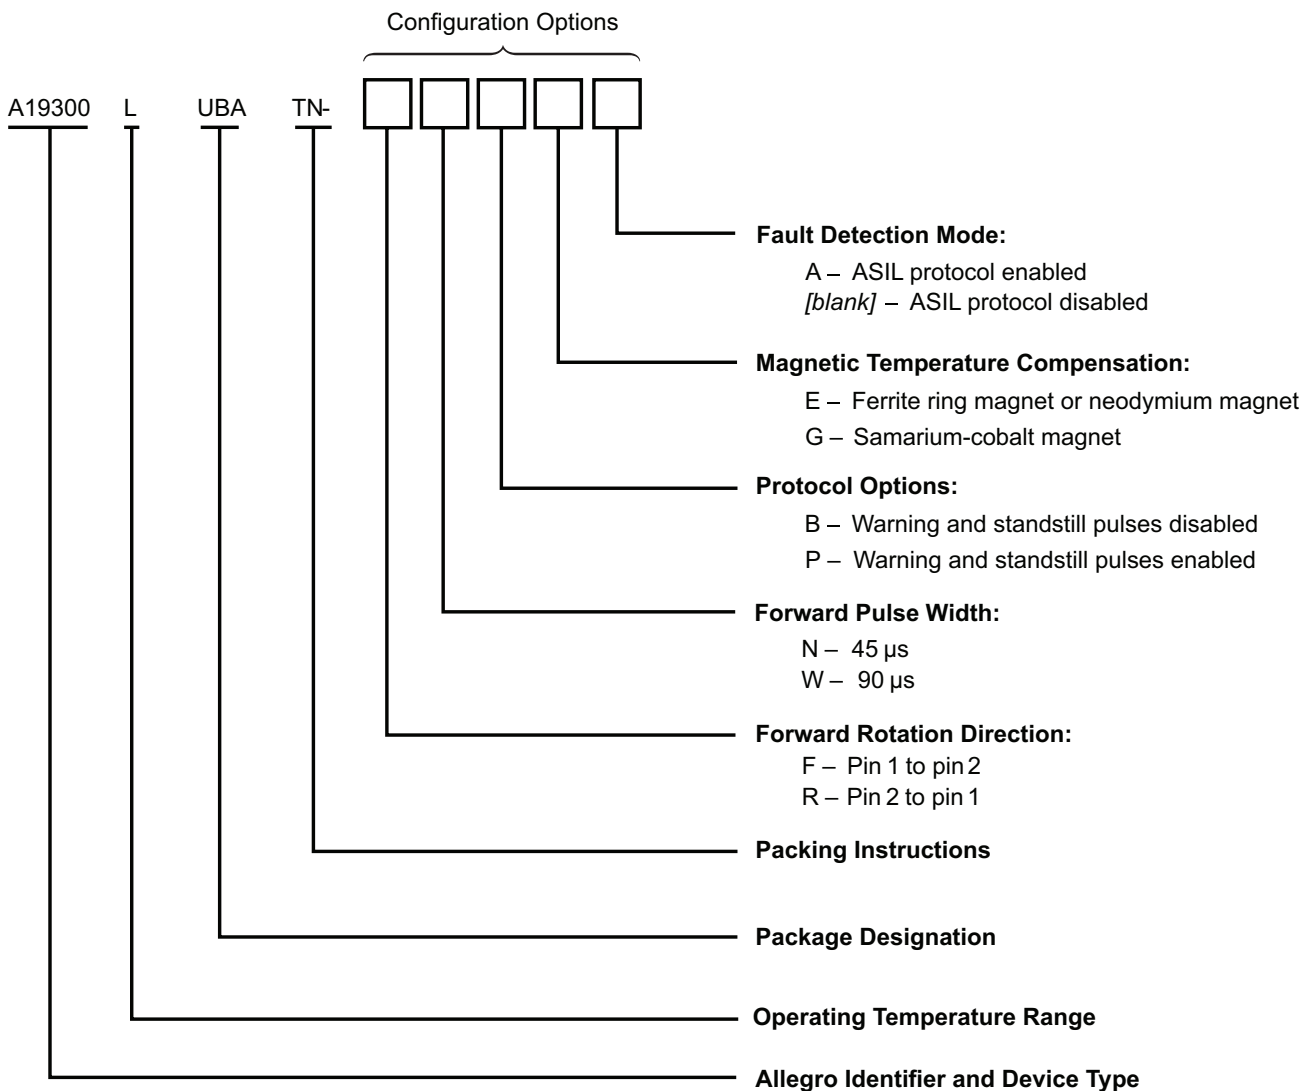 Configuration Options
A19300 L UBA TN-
Fault Detection Mode:
A – ASIL protocol enabled
[blank] – ASIL protocol disabled
Magnetic Temperature Compensation:
E – Ferrite ring magnet or neodymium magnet
G – Samarium-cobalt magnet
Protocol Options:
B – Warning and standstill pulses disabled
P – Warning and standstill pulses enabled
Forward Pulse Width:
N – 45 µs
W – 90 µs
Forward Rotation Direction:
F – Pin 1 to pin 2
R – Pin 2 to pin 1
Packing Instructions
Package Designation
Operating Temperature Range
Allegro Identifier and Device Type